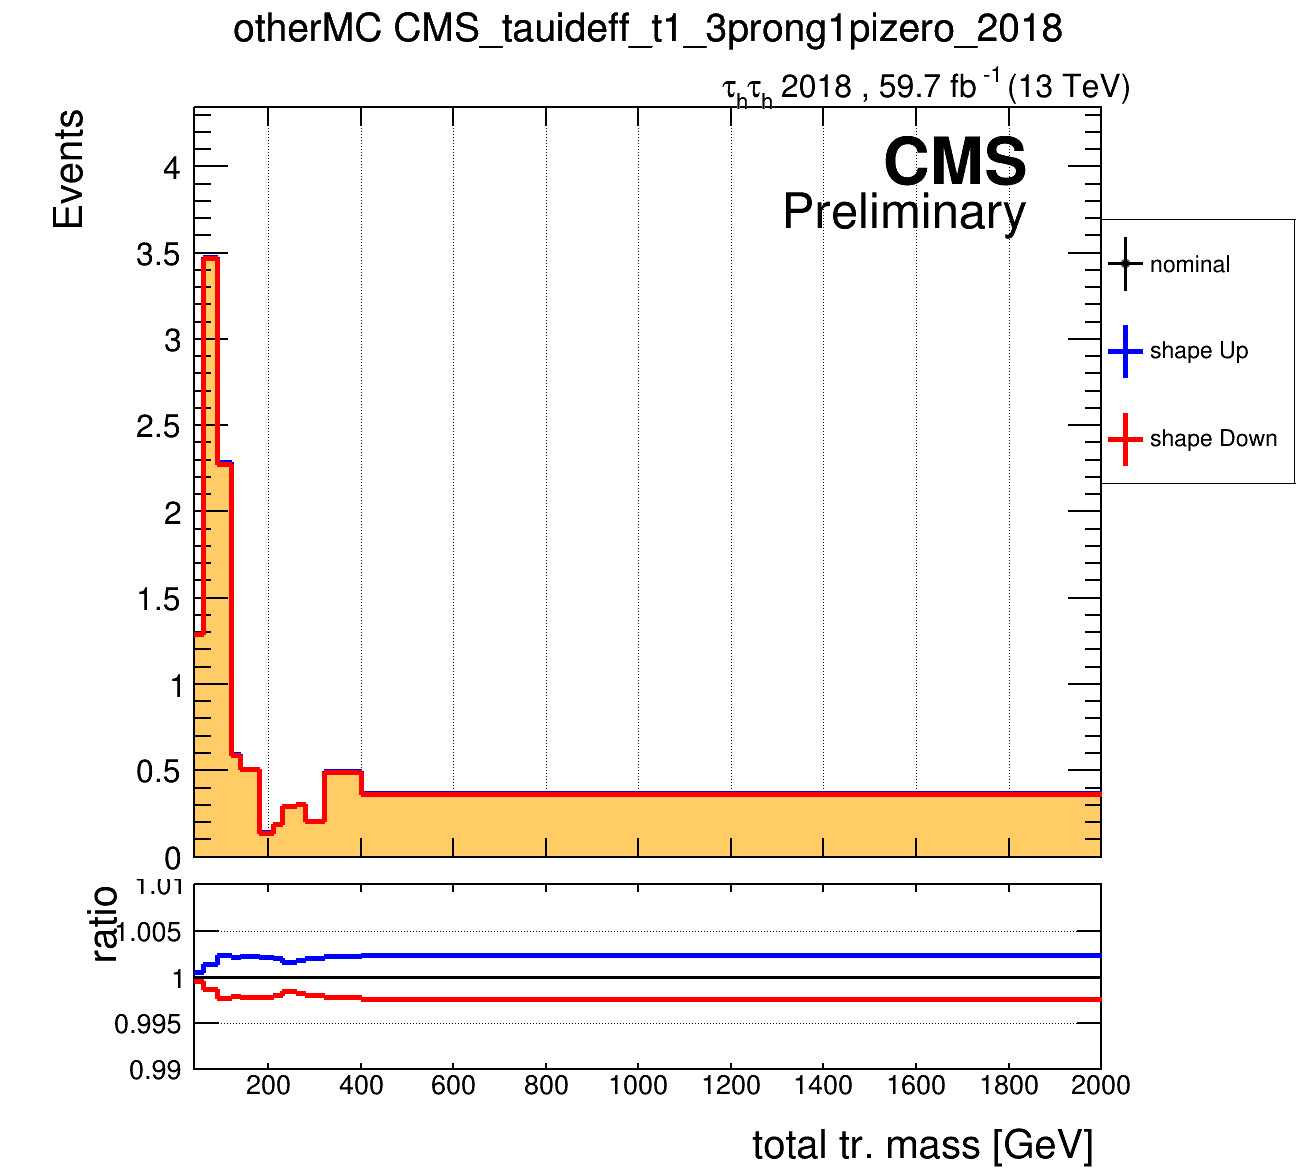 otherMC CMS_tauideff_t1_3prong1pizero_2018
τhτh 2018 , 59.7 fb -1 (13 TeV)
Events
CMS
Preliminary
4
3.5
3
2.5
2
1.5
1
0.5
0
nominal
shape Up
shape Down
ratio
1.01
1.005
1
0.995
0.99
200 400 600 800 1000 1200 1400 1600 1800 2000
total tr. mass [GeV]